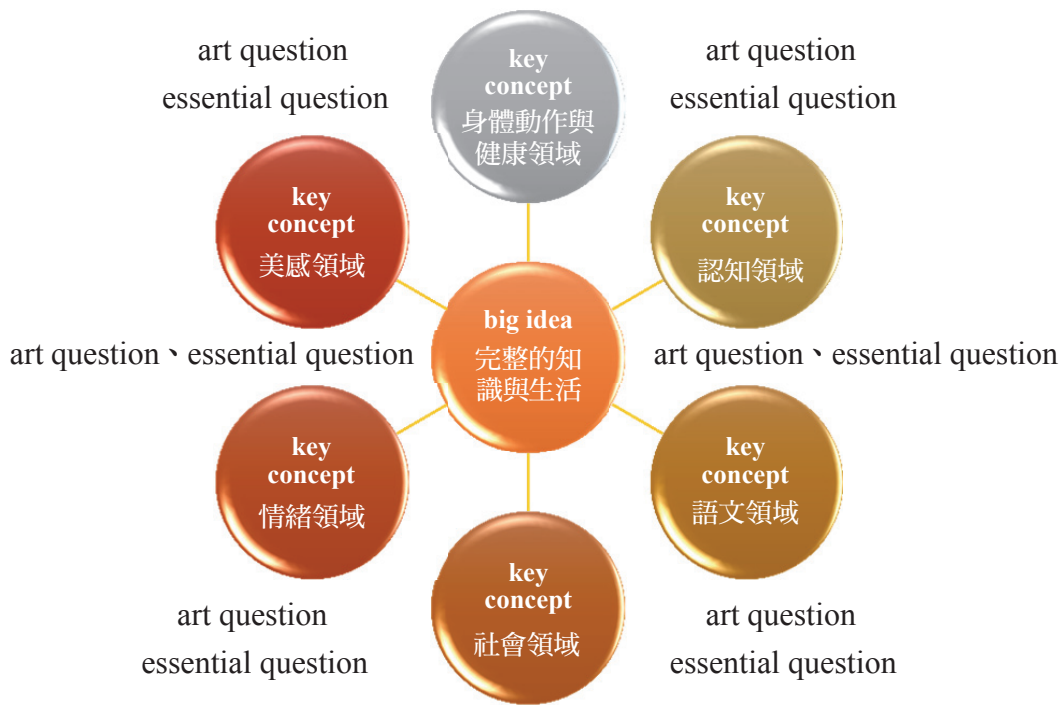 art question
essential question
key
concept
身體動作與
健康領域
art question
essential question
key
concept
美感領域
key
concept
認知領域
big idea
完整的知
識與生活
art question、essential question
art question、essential question
key
concept
情緒領域
key
concept
語文領域
key
concept
社會領域
art question
essential question
art question
essential question